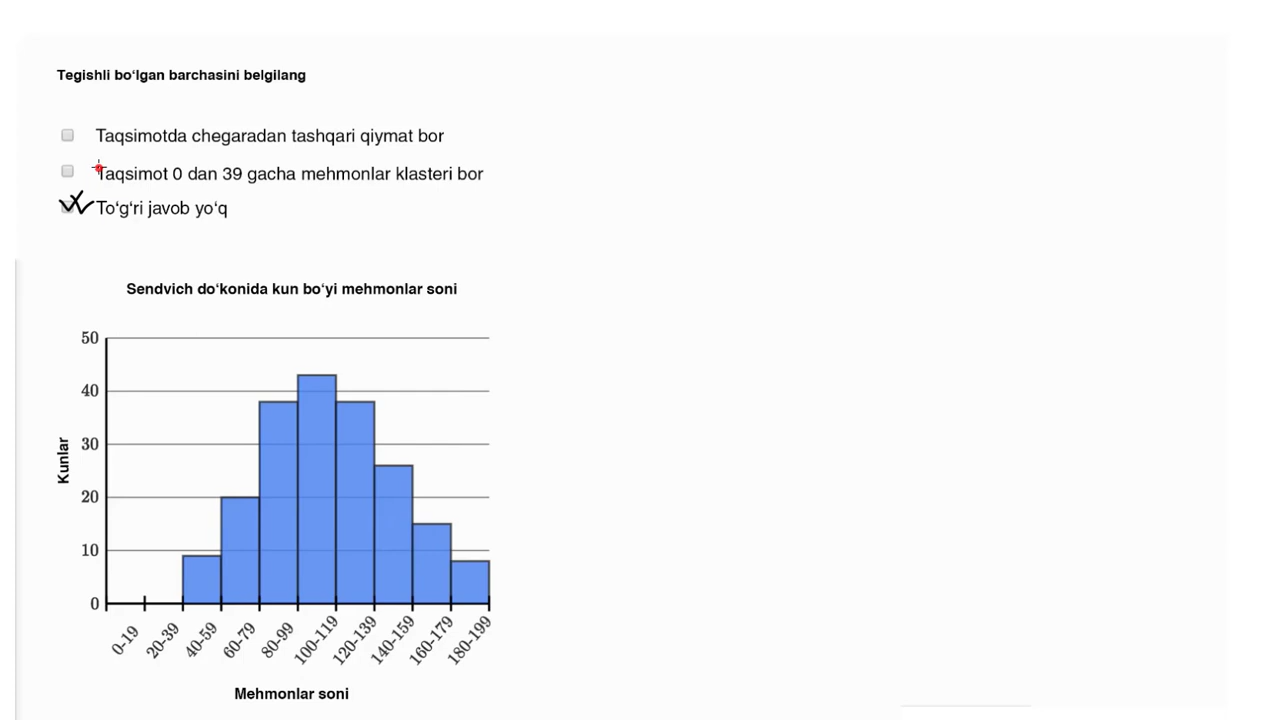 Tegishli bo‘lgan barchasini belgilang
Taqsimotda chegaradan tashqari qiymat bor
Taqsimot 0 dan 39 gacha mehmonlar klasteri bor
To‘g‘ri javob yo‘q
Sendvich do‘konida kun bo‘yi mehmonlar soni
50
40
30
20
10
0
Kunlar
0-19
20-39
40-59
60-79
80-99
100-119
120-139
140-159
160-179
180-199
Mehmonlar soni